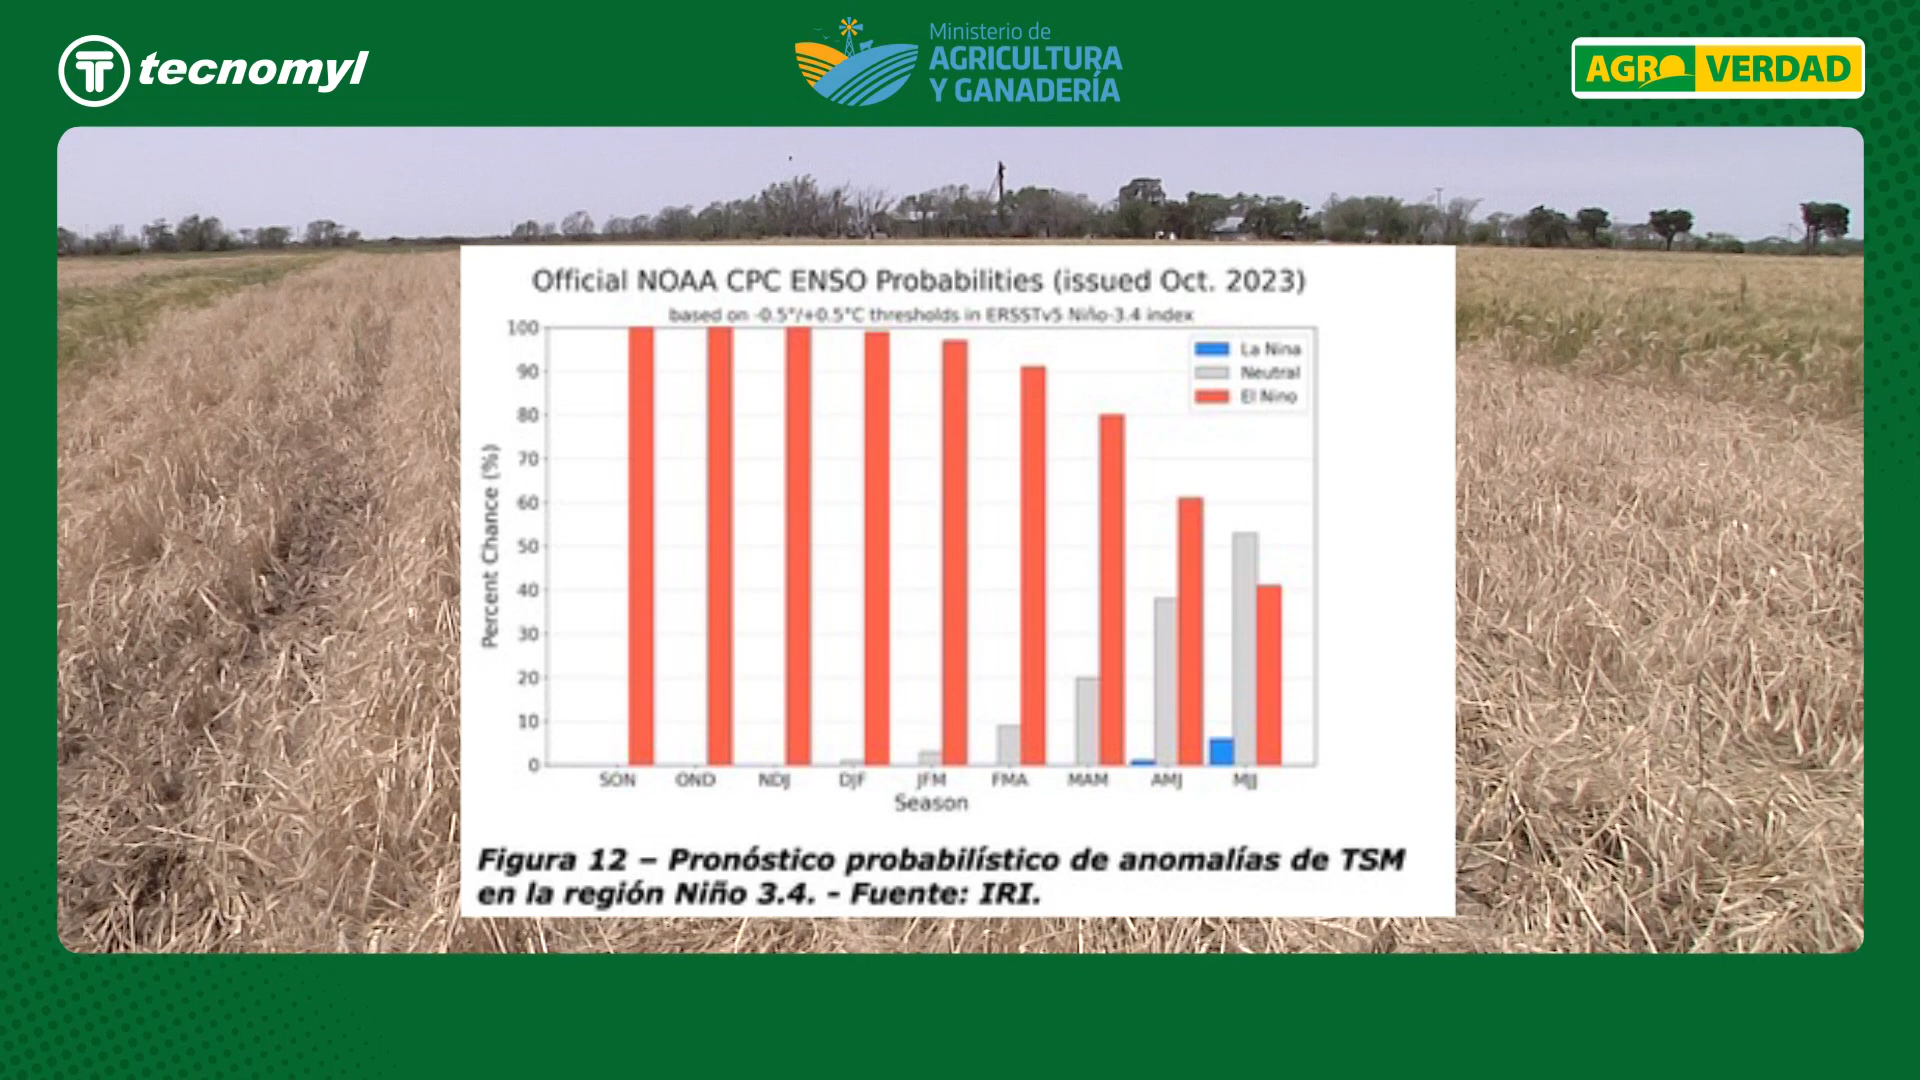 tecnomyl
Ministerio de
AGRICULTURA
Y GANADERÍA
AGRO VERDAD
Official NOAA CPC ENSO Probabilities (issued Oct. 2023)
based on -0.5°/+0.5°C thresholds in ERSSTv5 Niño-3.4 index
100
90
80
70
60
50
40
30
20
10
0
Percent Chance (%)
La Nina
Neutral
El Nino
SON OND NDJ DJF JFM FMA MAM AMJ MJJ
Season
Figura 12 – Pronóstico probabilístico de anomalías de TSM
en la región Niño 3.4. - Fuente: IRI.